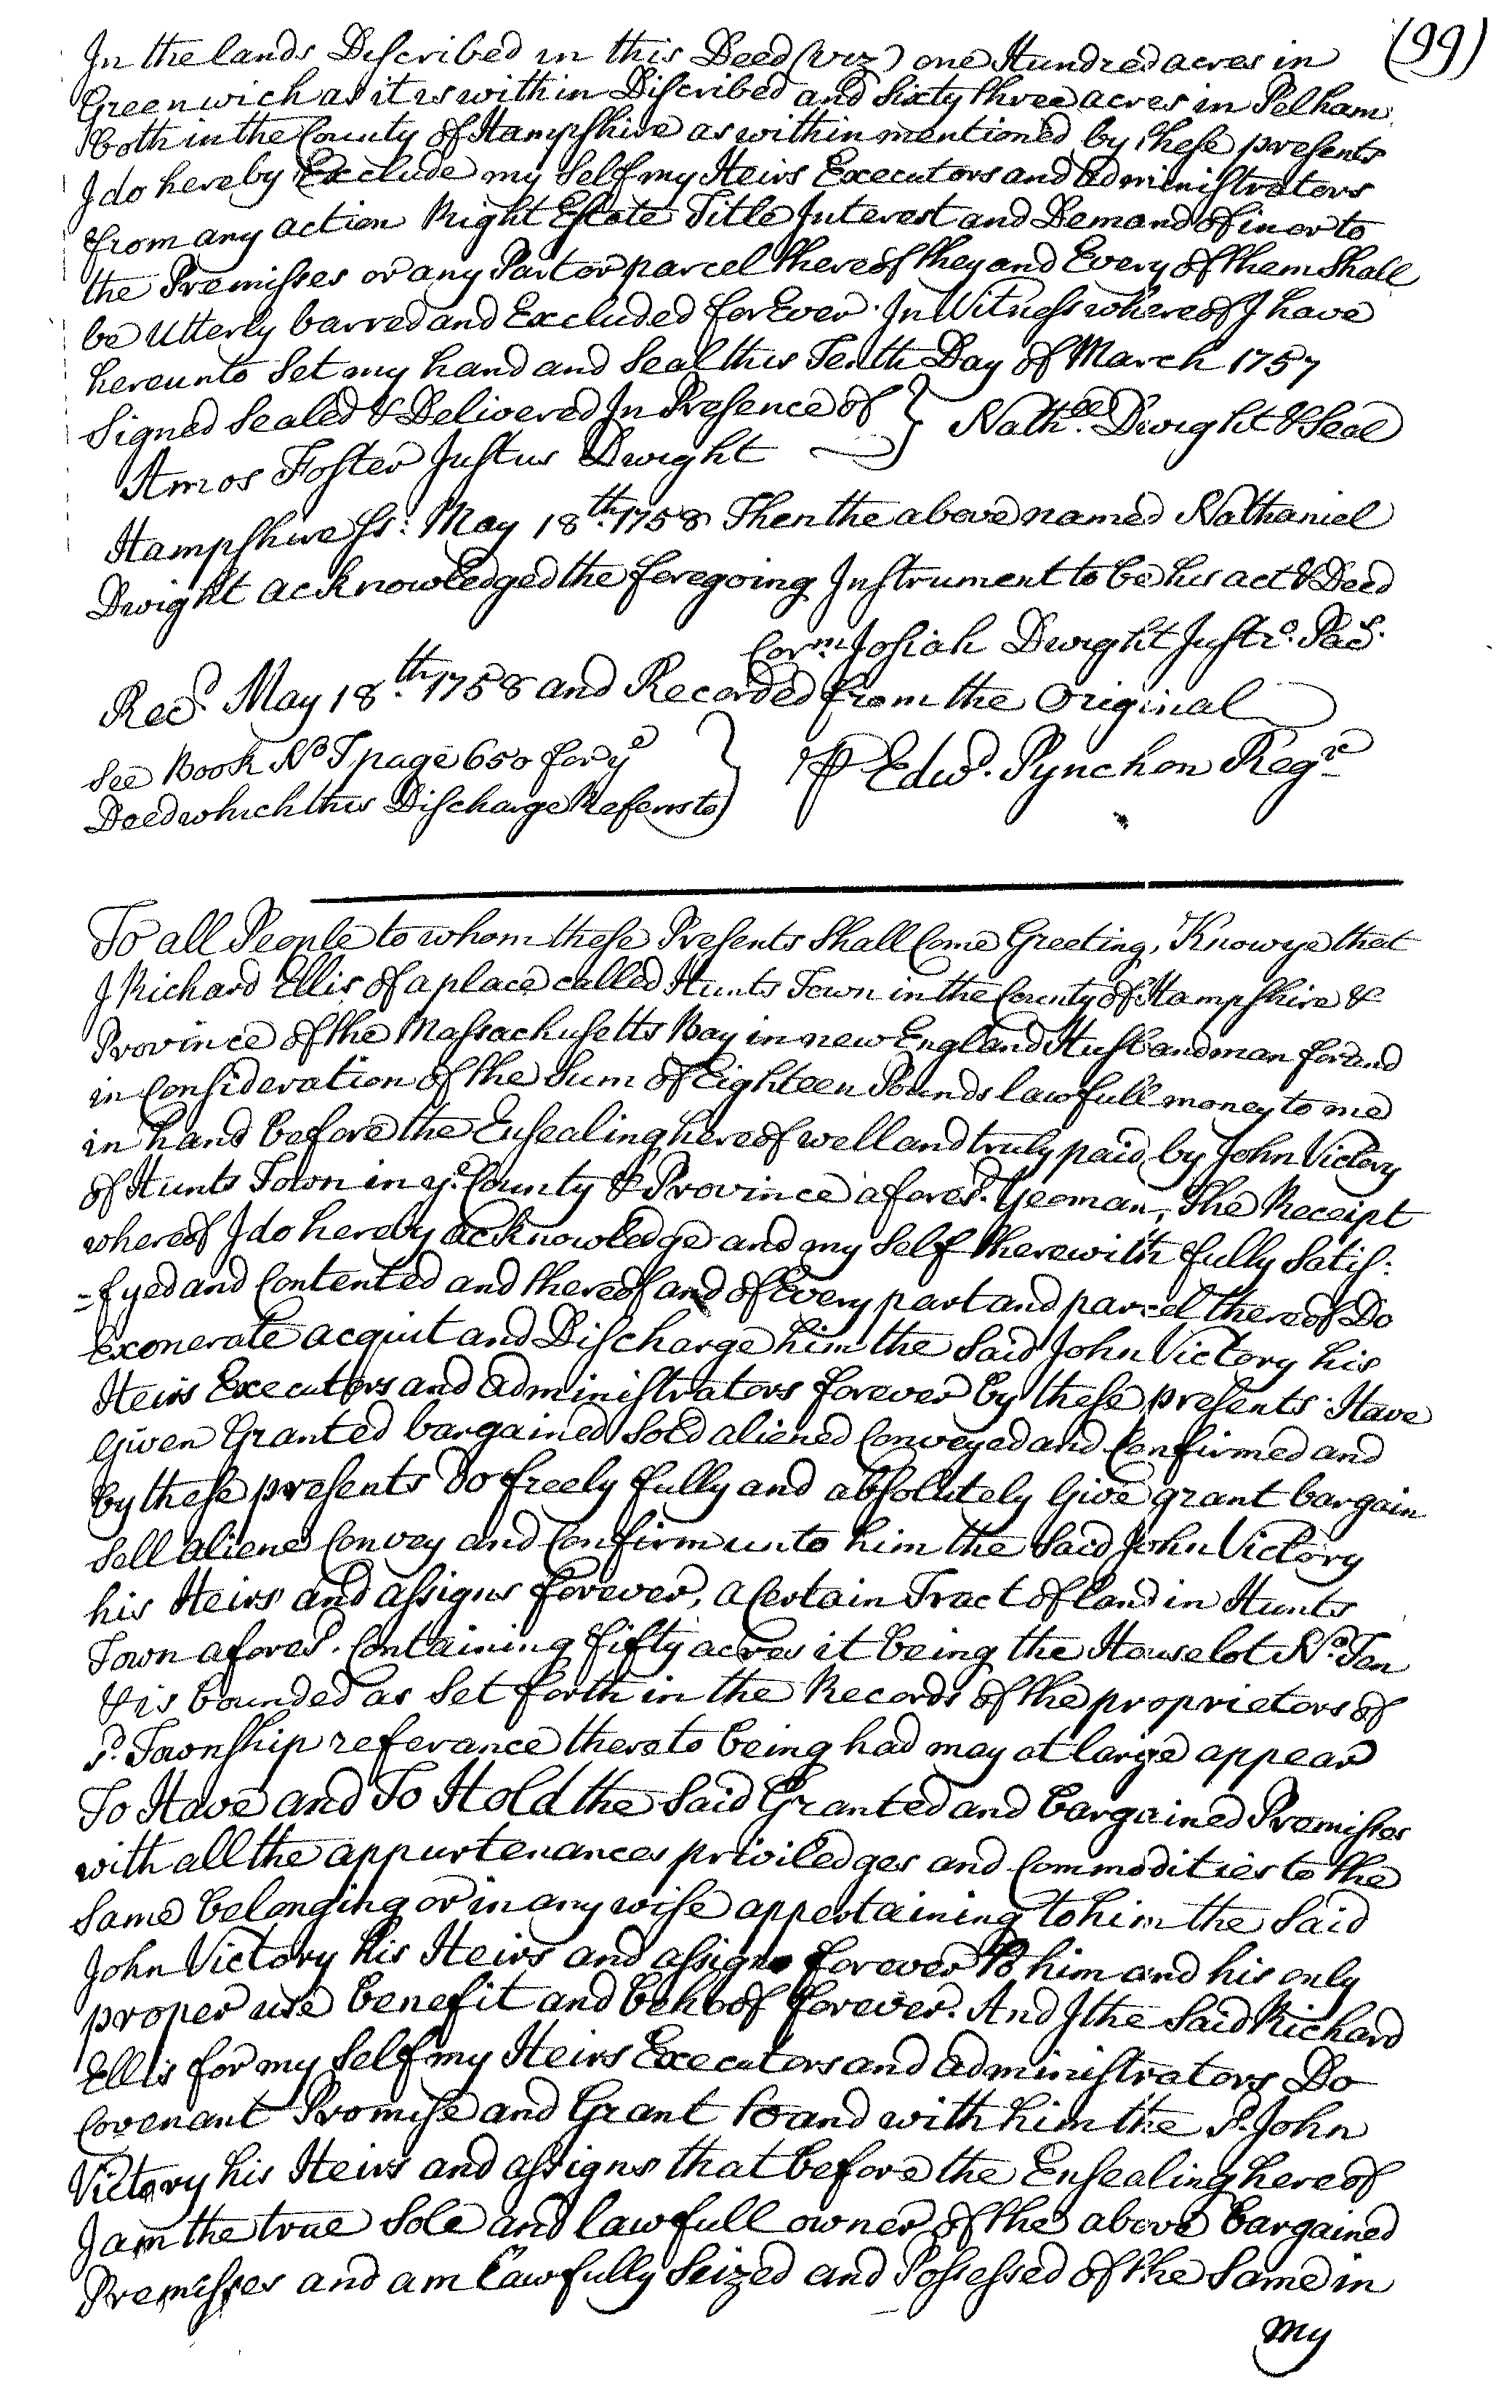 (99)
In the lands Discribed in this Deed (viz) one Hundred acres in
Greenwich as it is within Discribed and Sixty three acres in Pelham
Both in the County of Hampshire as within mentioned by these presents
I do hereby Exclude my Self my Heirs Executors and administrators
from any action Right Estate Title Interest and Demand of in or to
the Premisses or any Part or parcel thereof they and Every of them Shall
be Utterly barred and Excluded for Ever. In Witness whereof I have
hereunto Set my hand and Seal this Tenth Day of March 1757
Signed Sealed & Delivered In Presence of } Nath:ll Dwight & Seal
Amos Foster Justus Dwight
Hampshire Ss: May 18th. 1758 Then the above named Nathaniel
Dwight acknowledged the foregoing Instrument to be his act & Deed
Corm. Josiah Dwight Justs. Pacs.
Recd. May 18th. 1758 and Recorded from the Original
See Book No T page 650 for ye
Deed which this Discharge Referrs to } P Edwd. Pynchon Regr
To all People to whom these Presents Shall Come Greeting, Know ye that
I Richard Ellis of a place called Hunts Town in the County of Hampshire &
Province of the Massachusetts Bay in new England Husbandman for and
in Consideration of the Sum of Eighteen Pounds lawfull money to me
in hand before the Ensealing hereof well and truly paid by John Victory
of Hunts Town in ye. County & Province afores.d Yeoman, the Receipt
whereof I do hereby acknowledge and my Self therewith fully Satis:
=fyed and Contented and thereof and of Every part and parcel thereof Do
Exonerate acquit and Discharge him the Said John Victory his
Heirs Executors and administrators forever by these presents. Have
Given Granted bargained Sold aliened Conveyed and Confirmed and
by these presents Do freely fully and absolutely Give grant bargain
Sell aliene Convey and Confirm unto him the Said John Victory
his Heirs and assigns forever, a Certain Tract of land in Hunts
Town afores.d Containing fifty acres it being the Houselot No. Ten
& is bounded as Set forth in the Records of the proprietors of
sd. Township referance thereto being had may at large appear
To Have and To Hold the Said Granted and bargained Premisses
with all the appurtenances priviledges and Commodities to the
Same belonging or in any wise appertaining to him the Said
John Victory his Heirs and assigns forever to him and his only
proper use benefit and behoof forever. And I the Said Richard
Ellis for my Self my Heirs Executors and administrators Do
Covenant Promise and Grant to and with him the sd. John
Victory his Heirs and assigns that before the Ensealing hereof
I am the true Sole and lawfull owner of the above bargained
Premisses and am lawfully Seized and Possessed of the Same in
my